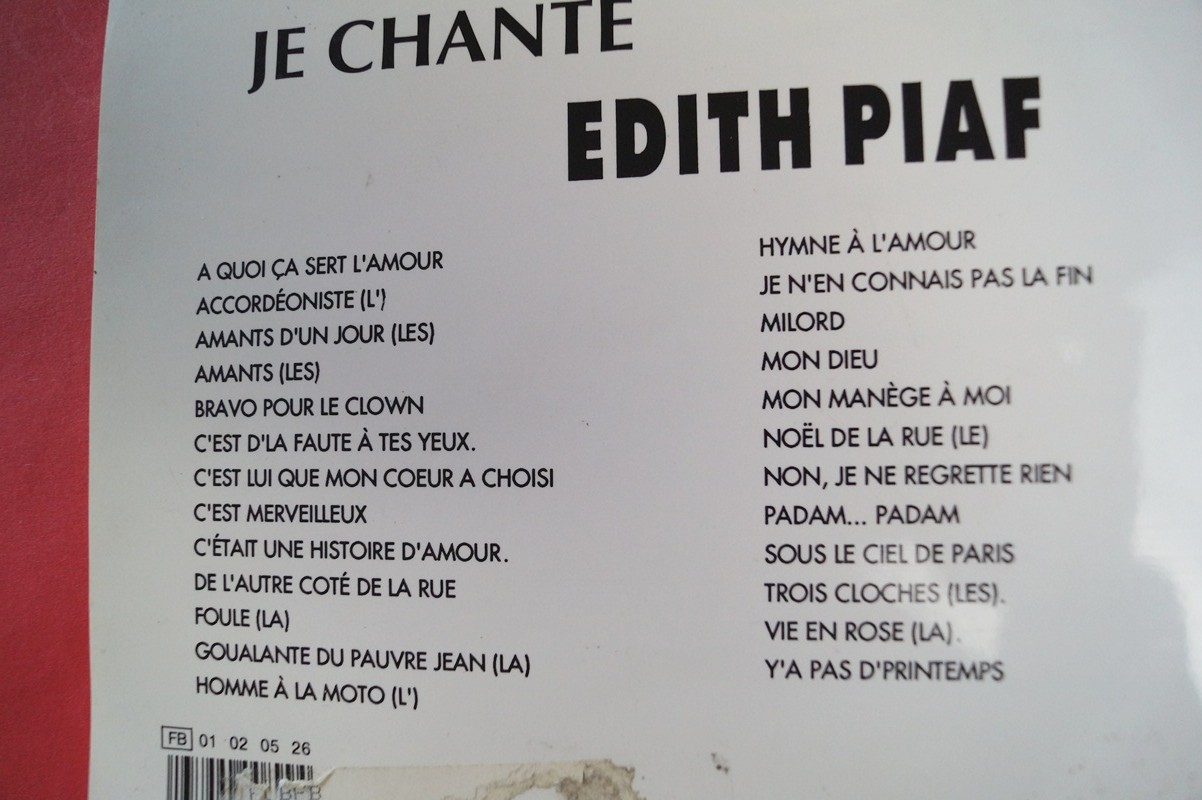 JE CHANTE
EDITH PIAF
A QUOI ÇA SERT L'AMOUR
ACCORDÉONISTE (L')
AMANTS D'UN JOUR (LES)
AMANTS (LES)
BRAVO POUR LE CLOWN
C'EST D'LA FAUTE À TES YEUX.
C'EST LUI QUE MON COEUR A CHOISI
C'EST MERVEILLEUX
C'ÉTAIT UNE HISTOIRE D'AMOUR.
DE L'AUTRE COTÉ DE LA RUE
FOULE (LA)
GOUALANTE DU PAUVRE JEAN (LA)
HOMME À LA MOTO (L')
HYMNE À L'AMOUR
JE N'EN CONNAIS PAS LA FIN
MILORD
MON DIEU
MON MANÈGE À MOI
NOËL DE LA RUE (LE)
NON, JE NE REGRETTE RIEN
PADAM... PADAM
SOUS LE CIEL DE PARIS
TROIS CLOCHES (LES).
VIE EN ROSE (LA).
Y'A PAS D'PRINTEMPS
FB 01 02 05 26